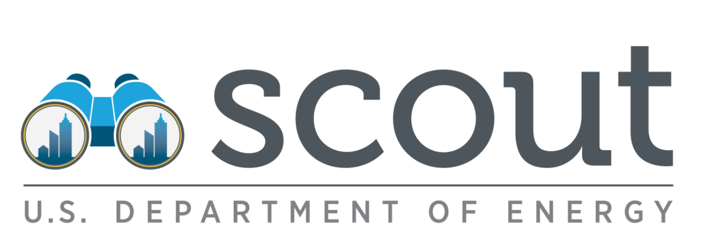 scout
U.S. DEPARTMENT OF ENERGY